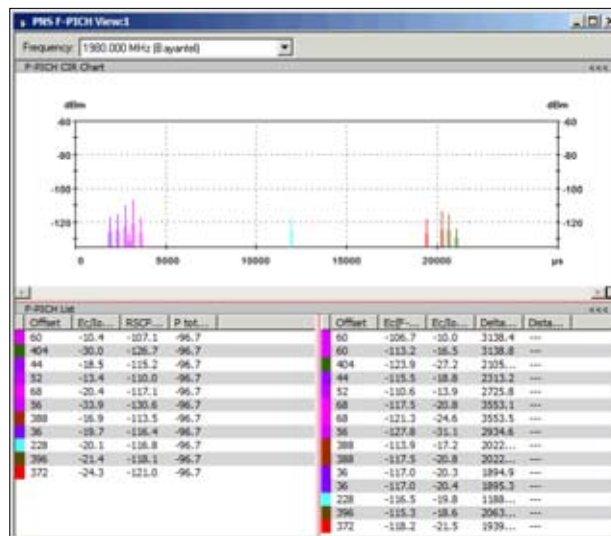 PNS F-PICH View:1
Frequency: 1980.000 MHz (Bayantel)
P-PICH CIR Chart <<<
dBm dBm
-60 -60
-80 -80
-100 -100
-120 -120
0 5000 10000 15000 20000 µs
P-PICH List <<<
Offset Ec/Io... RSCP... P tot...
60 -10.4 -107.1 -96.7
404 -30.0 -126.7 -96.7
44 -18.5 -115.2 -96.7
52 -13.4 -110.0 -96.7
68 -20.4 -117.1 -96.7
56 -33.9 -130.6 -96.7
388 -16.9 -113.5 -96.7
36 -19.7 -116.4 -96.7
228 -20.1 -116.8 -96.7
396 -21.4 -118.1 -96.7
372 -24.3 -121.0 -96.7
Offset Ec(F-... Ec/Io... Delta... Dista...
60 -106.7 -10.0 3138.4 ---
60 -113.2 -16.5 3138.8 ---
404 -123.9 -27.2 2105... ---
44 -115.5 -18.8 2313.2 ---
52 -110.6 -13.9 2725.8 ---
68 -117.5 -20.8 3553.1 ---
68 -121.3 -24.6 3553.5 ---
56 -127.8 -31.1 2934.6 ---
388 -113.9 -17.2 2022... ---
388 -117.5 -20.8 2022... ---
36 -117.0 -20.3 1894.9 ---
36 -117.0 -20.4 1895.3 ---
228 -116.5 -19.8 1188... ---
396 -115.3 -18.6 2063... ---
372 -118.2 -21.5 1939... ---